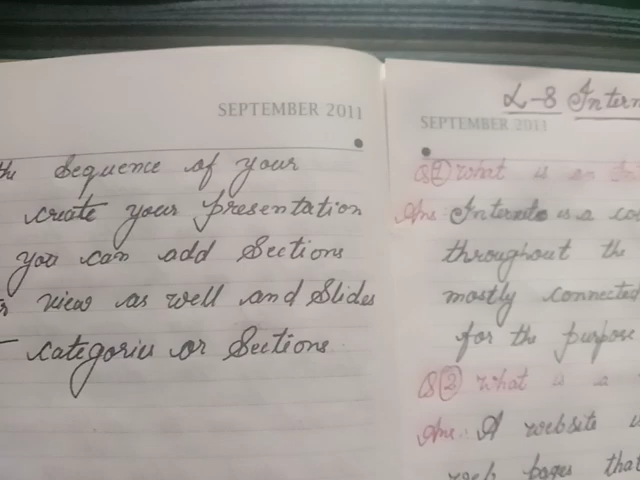 SEPTEMBER 2011
the Sequence of your
create your presentation
you can add Sections
view as well and Slides
categories or Sections
L-8 Intern
SEPTEMBER 2011
Q① What is an
Ans: Internet is a co
throughout the
mostly connected
for the purpose
Q② What is a
Ans: A website is
web pages that